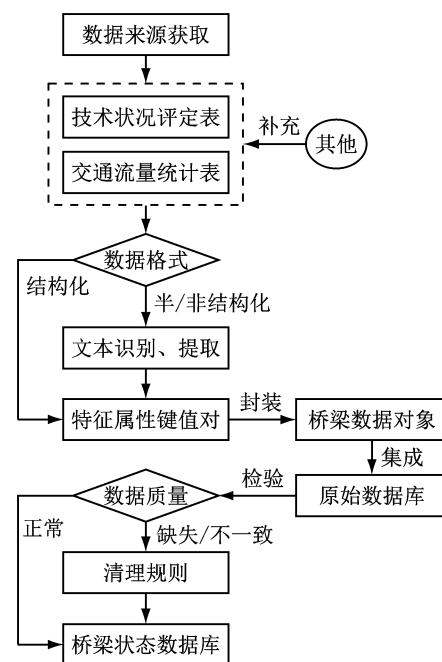 数据来源获取
技术状况评定表
交通流量统计表
补充
其他
数据格式
结构化
半/非结构化
文本识别、提取
特征属性键值对
封装
桥梁数据对象
集成
原始数据库
检验
数据质量
正常
缺失/不一致
清理规则
桥梁状态数据库